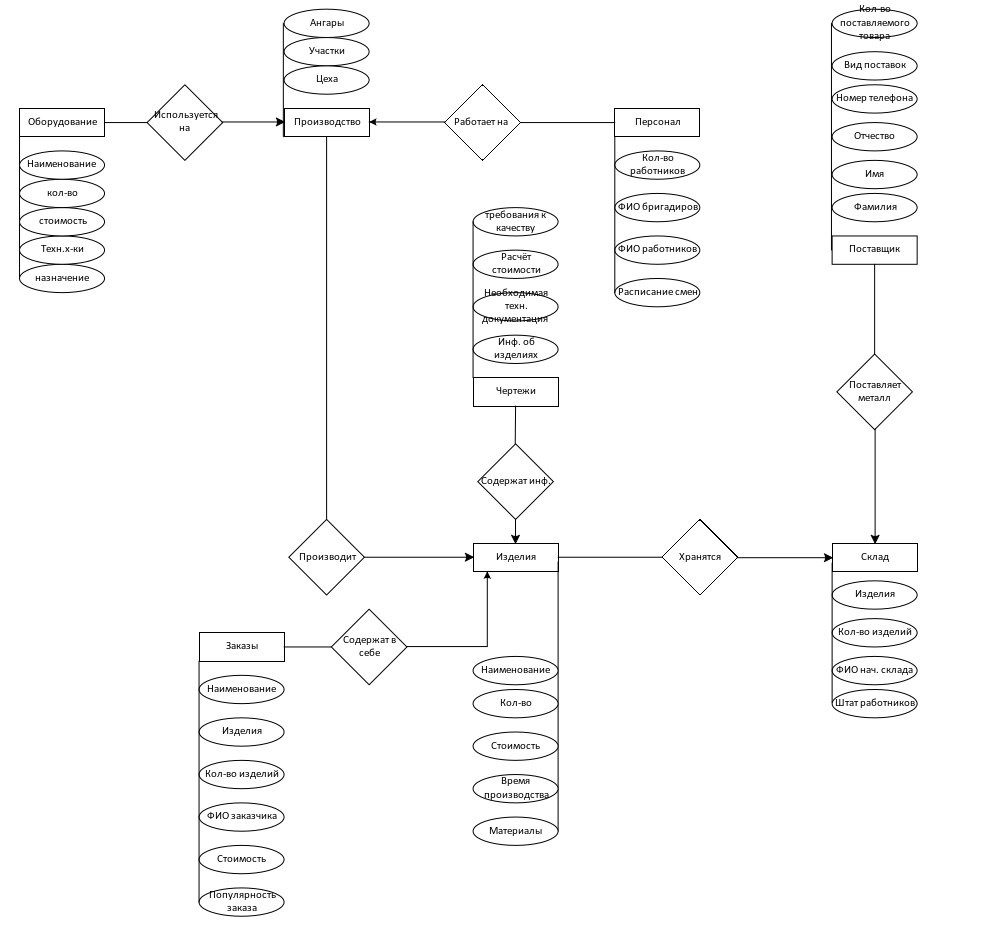 Ангары
Участки
Цеха
Производство
Используется
на
Оборудование
Наименование
кол-во
стоимость
Техн.х-ки
назначение
Работает на
Персонал
Кол-во
работников
ФИО бригадиров
ФИО работников
Расписание смен
Кол-во
поставляемого
товара
Вид поставок
Номер телефона
Отчество
Имя
Фамилия
Поставщик
Поставляет
металл
требования к
качеству
Расчёт
стоимости
Необходимая
техн.
документация
Инф. об
изделиях
Чертежи
Содержат инф.
Производит
Изделия
Хранятся
Склад
Изделия
Кол-во изделий
ФИО нач. склада
Штат работников
Заказы
Содержат в
себе
Наименование
Изделия
Кол-во изделий
ФИО заказчика
Стоимость
Популярность
заказа
Наименование
Кол-во
Стоимость
Время
производства
Материалы